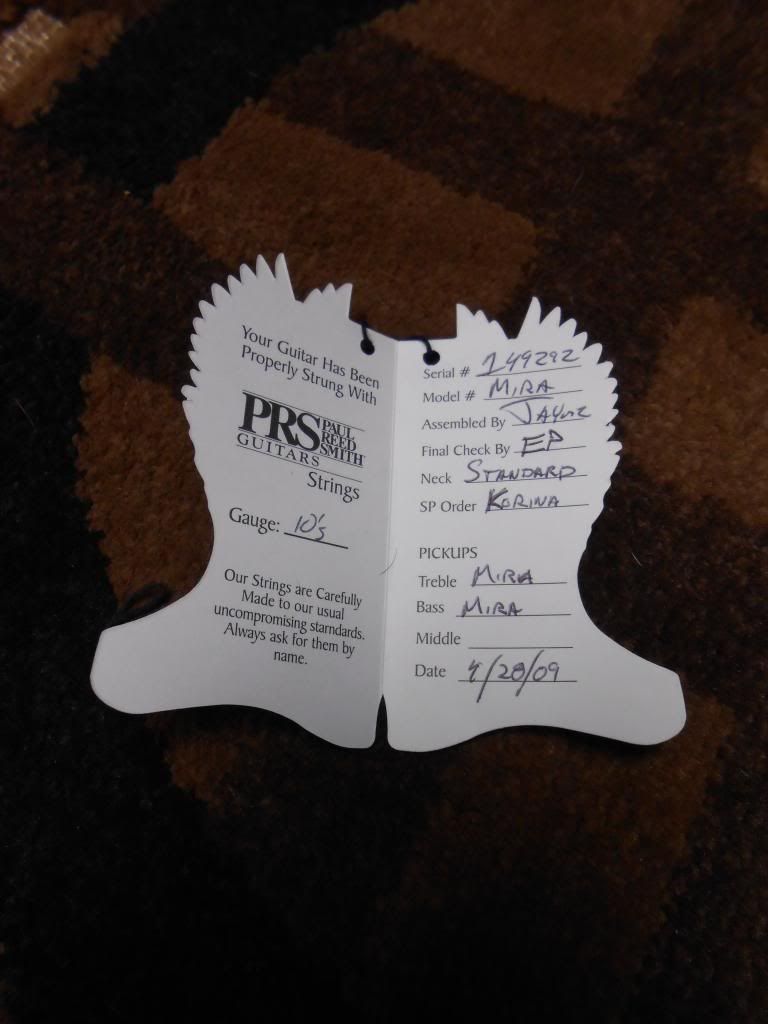 Your Guitar Has Been
Properly Strung With
PRS PAUL REED SMITH
GUITARS
Strings
Gauge: 10's
Our Strings are Carefully
Made to our usual
uncompromising starndards.
Always ask for them by
name.
Serial # 149292
Model # MIRA
Assembled By
Final Check By EP
Neck STANDARD
SP Order KORINA
PICKUPS
Treble MIRA
Bass MIRA
Middle
Date 4/28/09